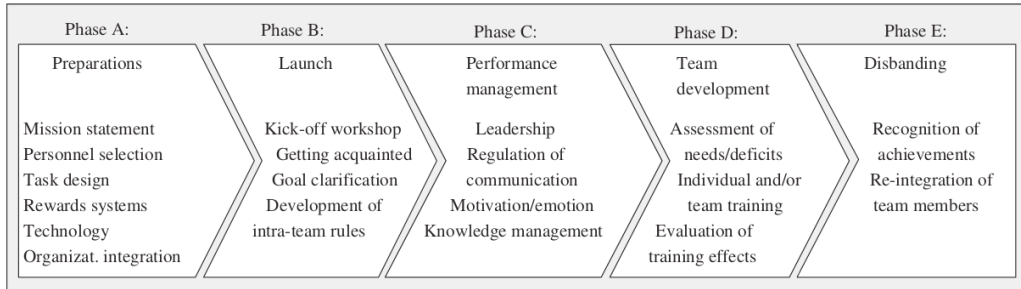 Phase A:
Preparations
Mission statement
Personnel selection
Task design
Rewards systems
Technology
Organizat. integration
Phase B:
Launch
Kick-off workshop
Getting acquainted
Goal clarification
Development of
intra-team rules
Phase C:
Performance
management
Leadership
Regulation of
communication
Motivation/emotion
Knowledge management
Phase D:
Team
development
Assessment of
needs/deficits
Individual and/or
team training
Evaluation of
training effects
Phase E:
Disbanding
Recognition of
achievements
Re-integration of
team members